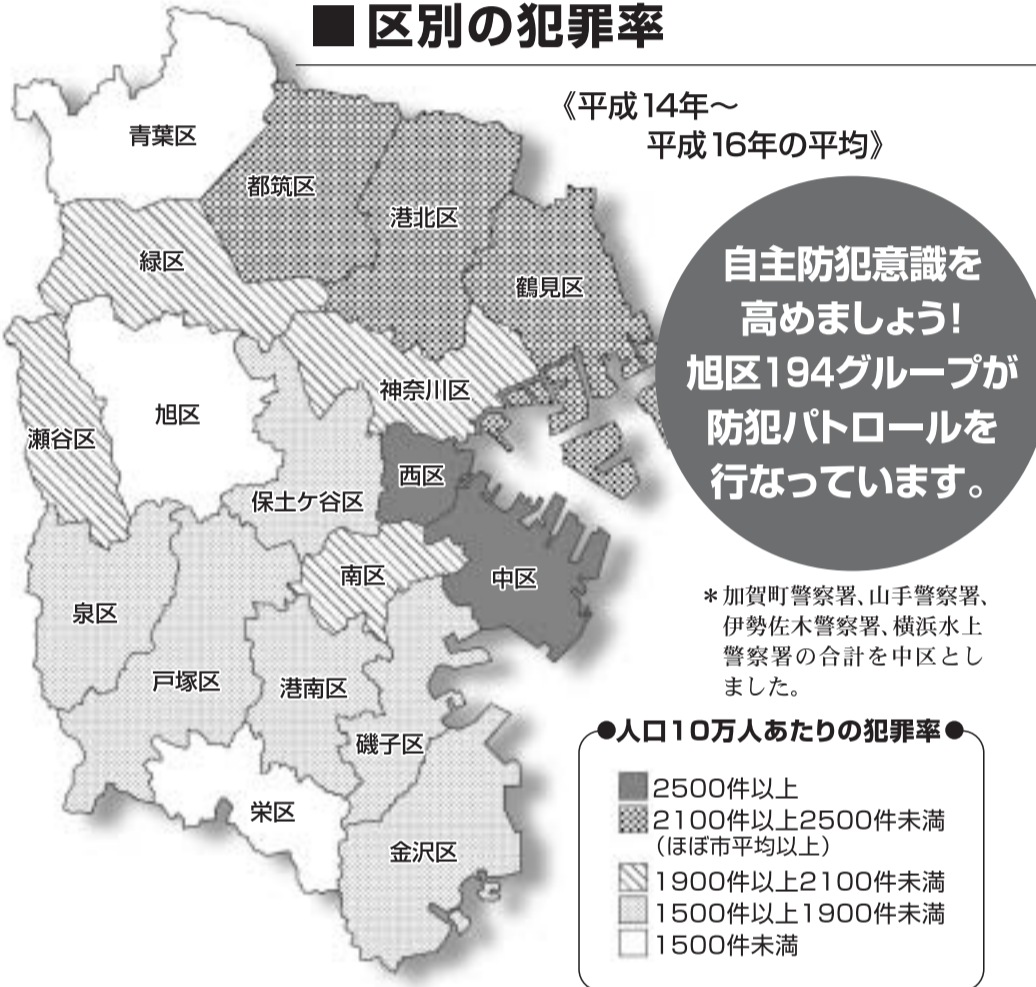 ■区別の犯罪率
《平成14年〜
平成16年の平均》
青葉区
都筑区
港北区
緑区
鶴見区
神奈川区
旭区
瀬谷区
西区
保土ケ谷区
中区
南区
泉区
戸塚区
港南区
磯子区
栄区
金沢区
自主防犯意識を
高めましょう!
旭区194グループが
防犯パトロールを
行なっています。
*加賀町警察署、山手警察署、
伊勢佐木警察署、横浜水上
警察署の合計を中区とし
ました。
●人口10万人あたりの犯罪率●
2500件以上
2100件以上2500件未満
(ほぼ市平均以上)
1900件以上2100件未満
1500件以上1900件未満
1500件未満